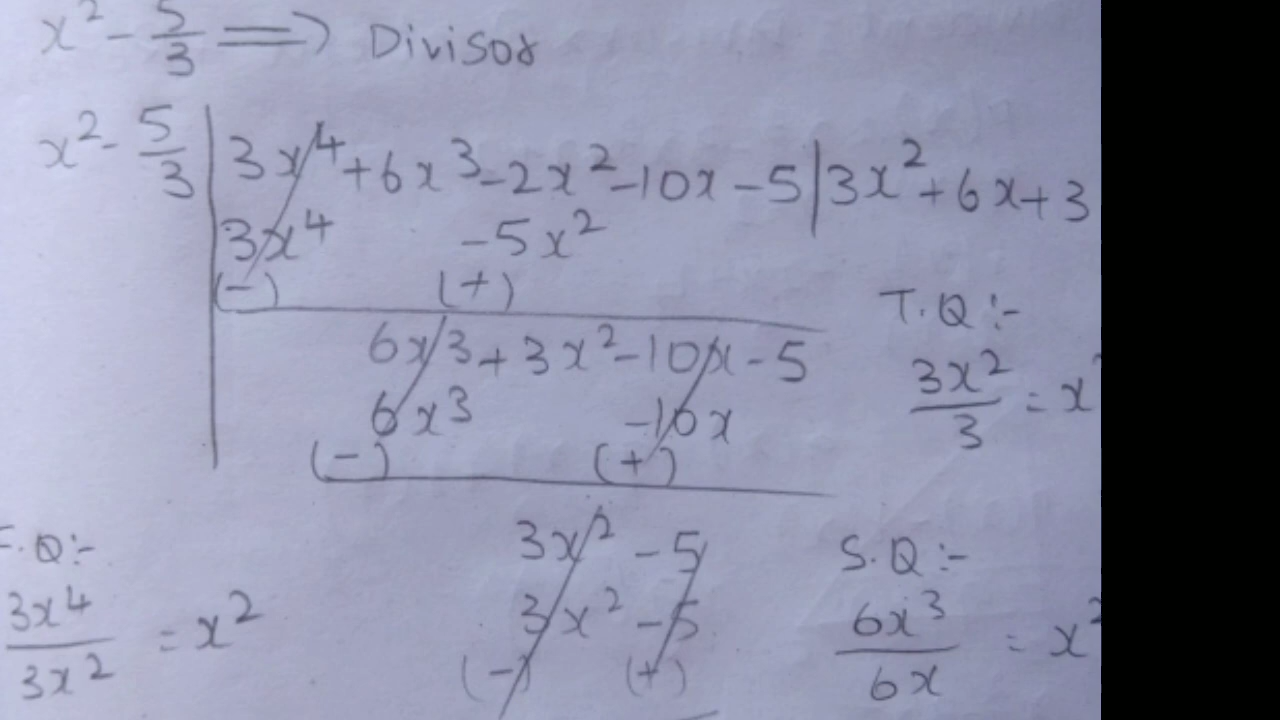 x² - 5/3 ⟹ Divisor
x² - 5/3 | 3x⁴ + 6x³ - 2x² - 10x - 5 | 3x² + 6x + 3
3x⁴ - 5x²
(-) (+)
6x³ + 3x² - 10x - 5
6x³ - 10x
(-) (+)
3x² - 5
3x² - 5
(-) (+)
T.Q :-
3x²/3 = x
F.Q :-
3x⁴/3x² = x²
S.Q :-
6x³/6x = x²